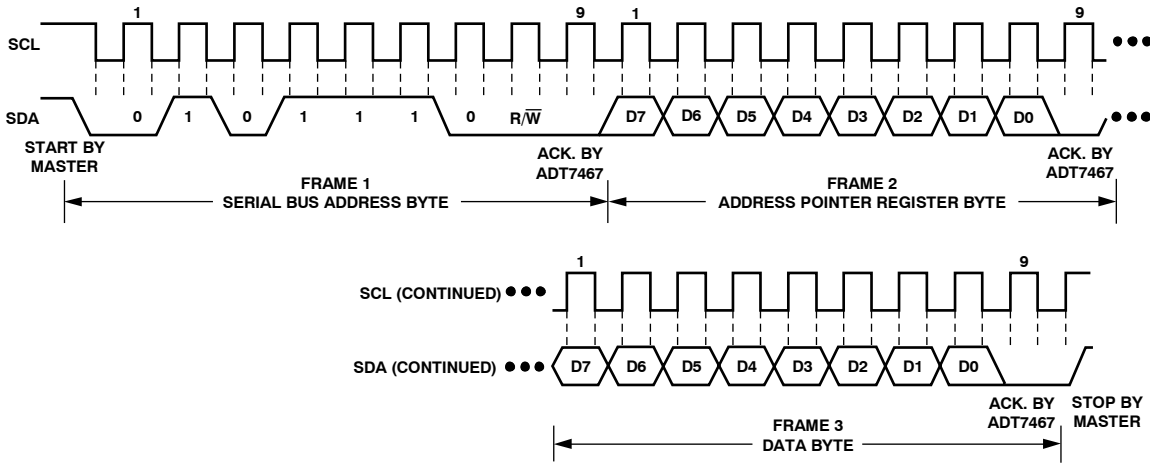 1 9 1 9
SCL
SDA 0 1 0 1 1 1 0 R/W̅ D7 D6 D5 D4 D3 D2 D1 D0
START BY
MASTER
ACK. BY
ADT7467
ACK. BY
ADT7467
FRAME 1
SERIAL BUS ADDRESS BYTE
FRAME 2
ADDRESS POINTER REGISTER BYTE
1 9
SCL (CONTINUED)
SDA (CONTINUED) D7 D6 D5 D4 D3 D2 D1 D0
ACK. BY
ADT7467
STOP BY
MASTER
FRAME 3
DATA BYTE